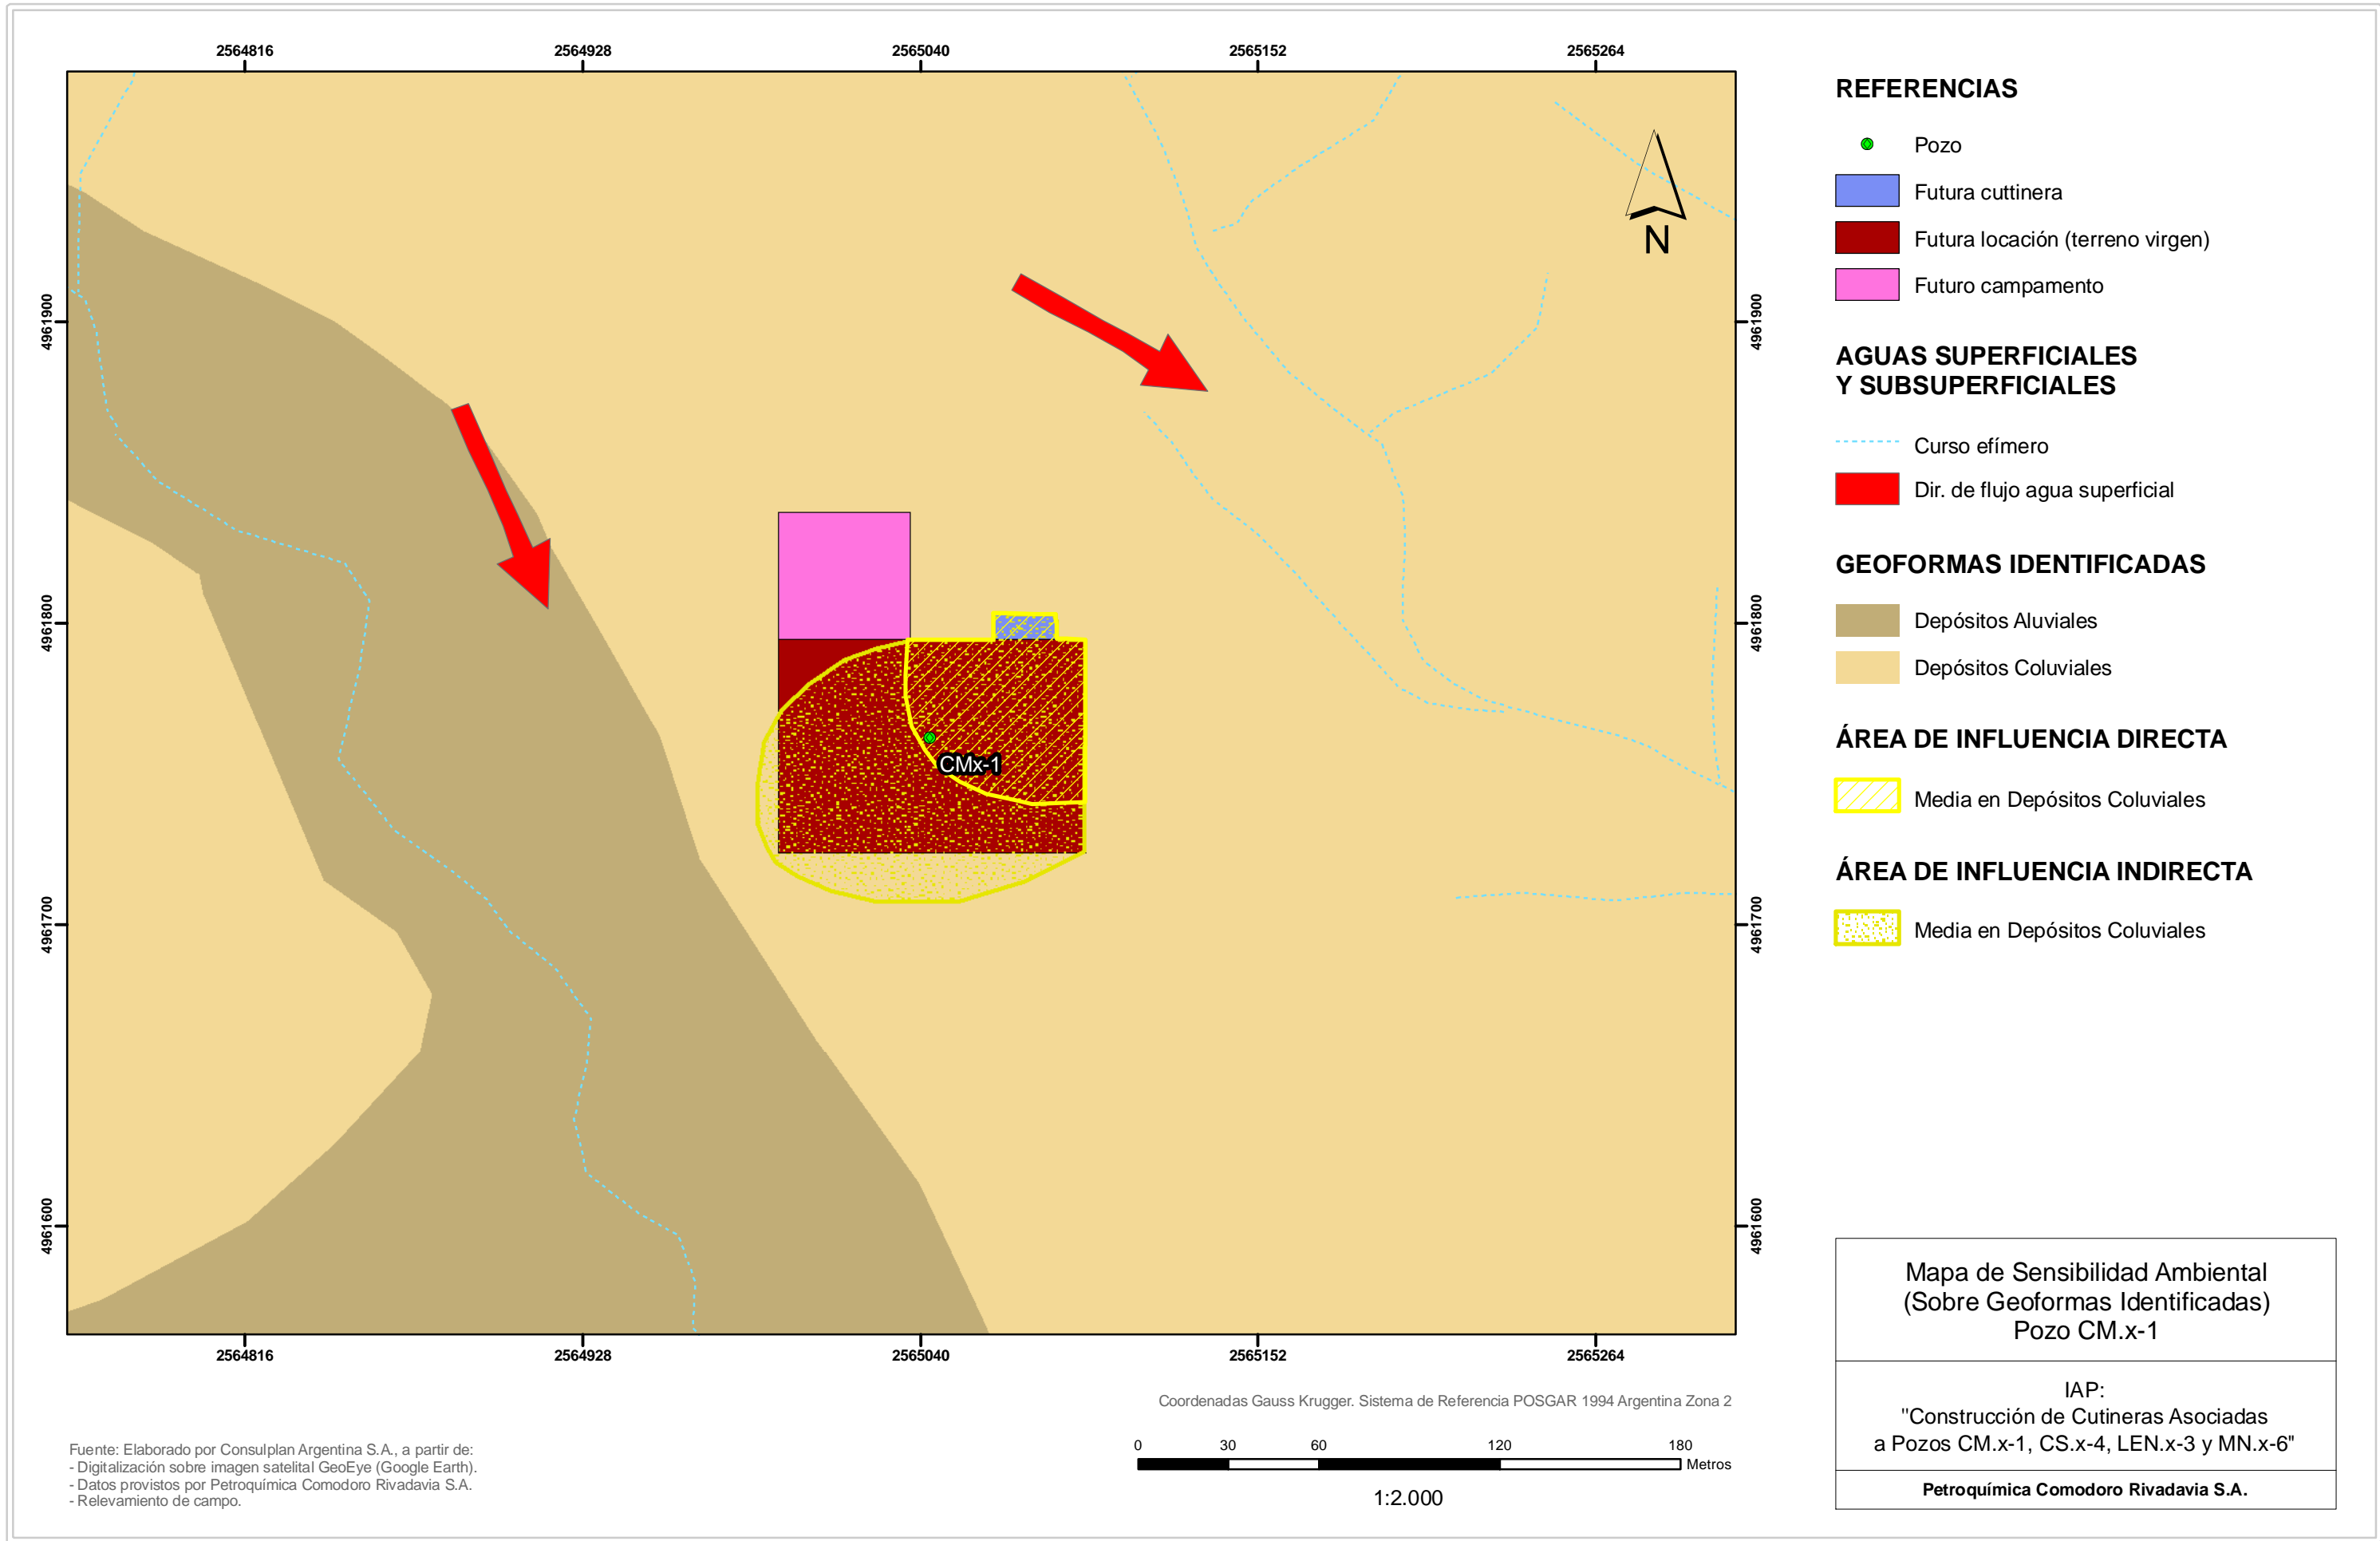 2564816 2564928 2565040 2565152 2565264
4961900 4961900
4961800 4961800
4961700 4961700
4961600 4961600
N
CMx-1
2564816 2564928 2565040 2565152 2565264
REFERENCIAS
Pozo
Futura cuttinera
Futura locación (terreno virgen)
Futuro campamento
AGUAS SUPERFICIALES
Y SUBSUPERFICIALES
Curso efímero
Dir. de flujo agua superficial
GEOFORMAS IDENTIFICADAS
Depósitos Aluviales
Depósitos Coluviales
ÁREA DE INFLUENCIA DIRECTA
Media en Depósitos Coluviales
ÁREA DE INFLUENCIA INDIRECTA
Media en Depósitos Coluviales
Mapa de Sensibilidad Ambiental
(Sobre Geoformas Identificadas)
Pozo CM.x-1
IAP:
"Construcción de Cutineras Asociadas
a Pozos CM.x-1, CS.x-4, LEN.x-3 y MN.x-6"
Petroquímica Comodoro Rivadavia S.A.
Coordenadas Gauss Krugger. Sistema de Referencia POSGAR 1994 Argentina Zona 2
0 30 60 120 180
Metros
1:2.000
Fuente: Elaborado por Consulplan Argentina S.A., a partir de:
- Digitalización sobre imagen satelital GeoEye (Google Earth).
- Datos provistos por Petroquímica Comodoro Rivadavia S.A.
- Relevamiento de campo.